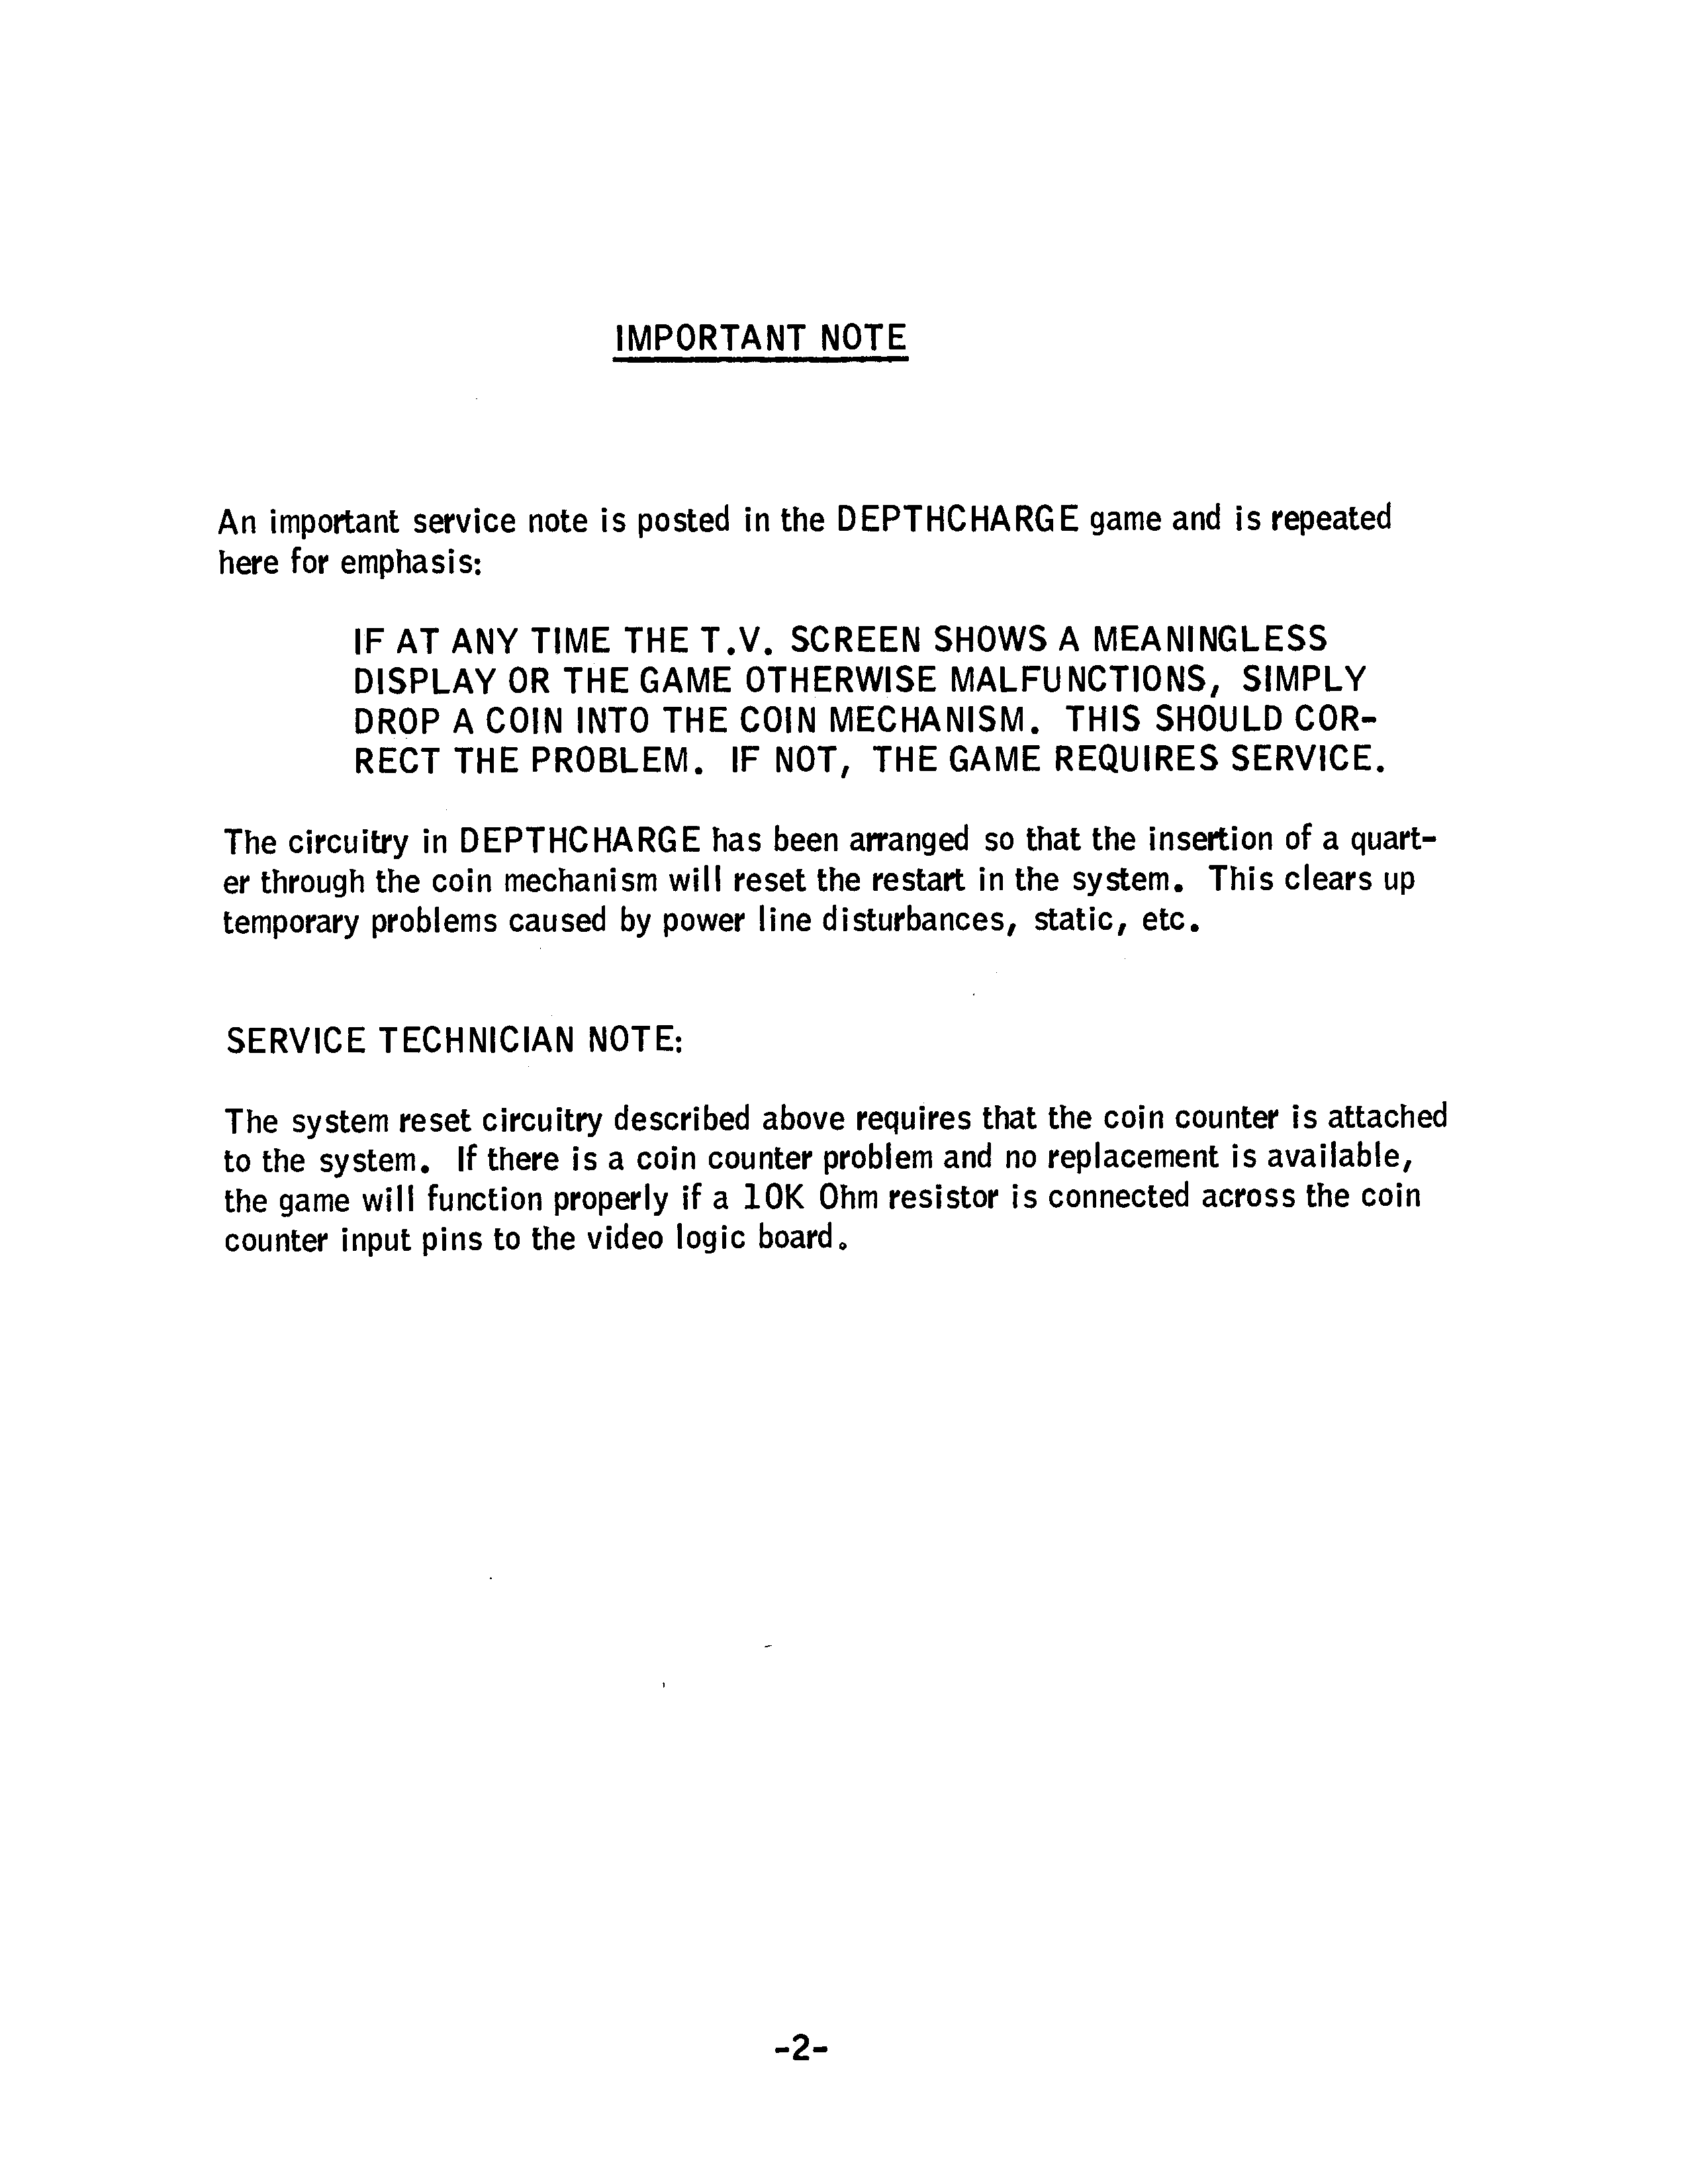 IMPORTANT NOTE
An important service note is posted in the DEPTHCHARGE game and is repeated
here for emphasis:
IF AT ANY TIME THE T.V. SCREEN SHOWS A MEANINGLESS
DISPLAY OR THE GAME OTHERWISE MALFUNCTIONS, SIMPLY
DROP A COIN INTO THE COIN MECHANISM. THIS SHOULD COR-
RECT THE PROBLEM. IF NOT, THE GAME REQUIRES SERVICE.
The circuitry in DEPTHCHARGE has been arranged so that the insertion of a quart-
er through the coin mechanism will reset the restart in the system. This clears up
temporary problems caused by power line disturbances, static, etc.
SERVICE TECHNICIAN NOTE:
The system reset circuitry described above requires that the coin counter is attached
to the system. If there is a coin counter problem and no replacement is available,
the game will function properly if a 10K Ohm resistor is connected across the coin
counter input pins to the video logic board.
-2-